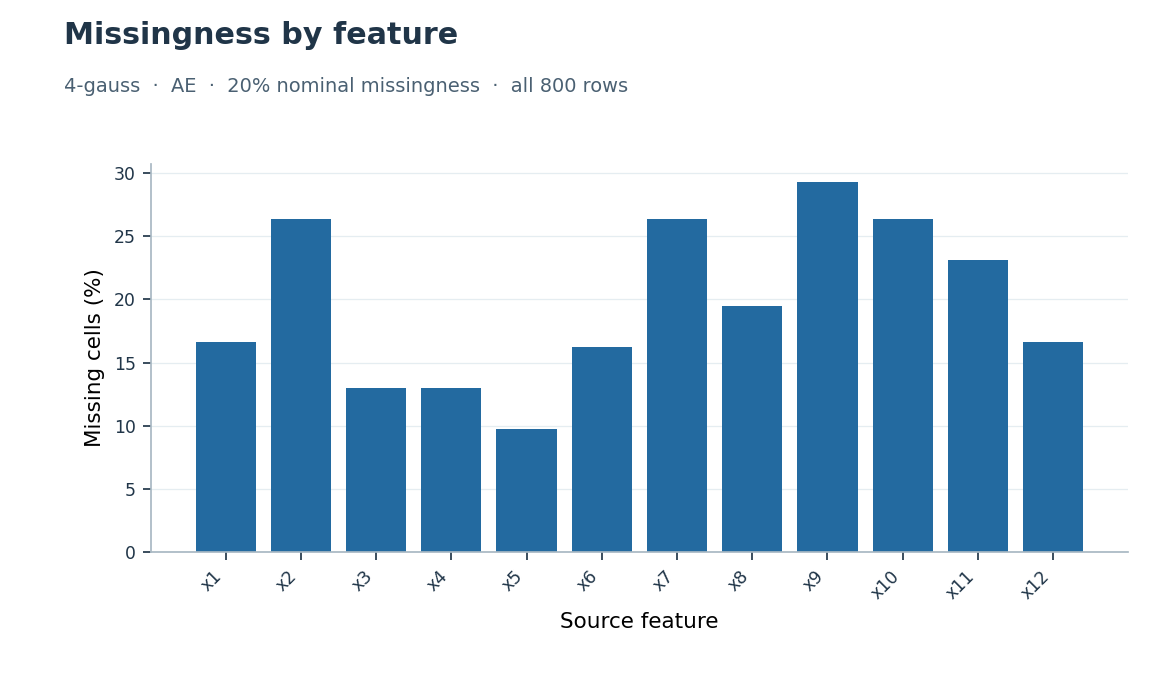 Missingness by feature
4-gauss · AE · 20% nominal missingness · all 800 rows
30
25
20
15
10
5
0
Missing cells (%)
x1 x2 x3 x4 x5 x6 x7 x8 x9 x10 x11 x12
Source feature